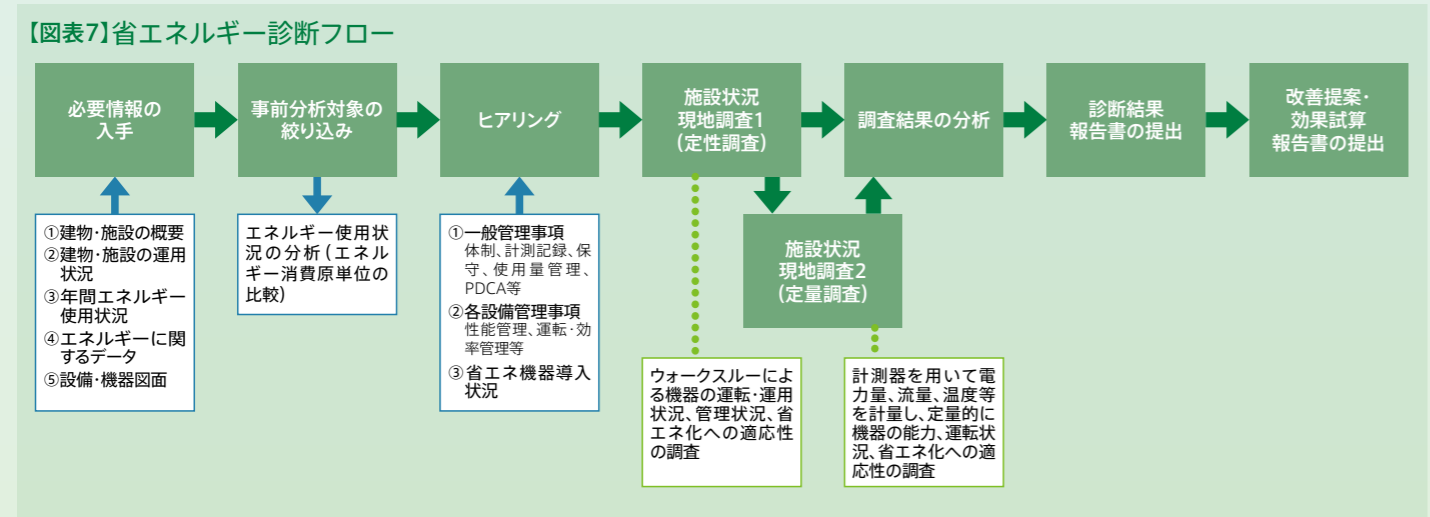 【図表7】省エネルギー診断フロー
必要情報の
入手
事前分析対象の
絞り込み
ヒアリング
施設状況
現地調査1
(定性調査)
調査結果の分析
診断結果
報告書の提出
改善提案・
効果試算
報告書の提出
①建物・施設の概要
②建物・施設の運用
状況
③年間エネルギー
使用状況
④エネルギーに関
するデータ
⑤設備・機器図面
エネルギー使用状
況の分析(エネル
ギー消費原単位の
比較)
①一般管理事項
体制、計測記録、保
守、使用量管理、
PDCA等
②各設備管理事項
性能管理、運転・効
率管理等
③省エネ機器導入
状況
施設状況
現地調査2
(定量調査)
ウォークスルーによ
る機器の運転・運用
状況、管理状況、省
エネ化への適応性
の調査
計測器を用いて電
力量、流量、温度等
を計量し、定量的に
機器の能力、運転状
況、省エネ化への適
応性の調査